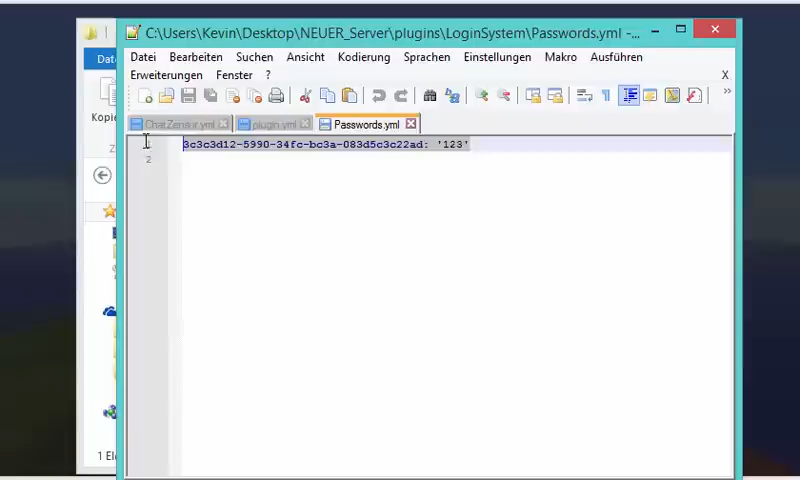 C:\Users\Kevin\Desktop\NEUER_Server\plugins\LoginSystem\Passwords.yml -...
Datei Bearbeiten Suchen Ansicht Kodierung Sprachen Einstellungen Makro Ausführen
Erweiterungen Fenster ? X
ChatZensur.yml plugin.yml Passwords.yml
1 3c3c3d12-5990-34fc-bc3a-083d5c3c22ad: '123'
2
Dat
Kopie
1 El